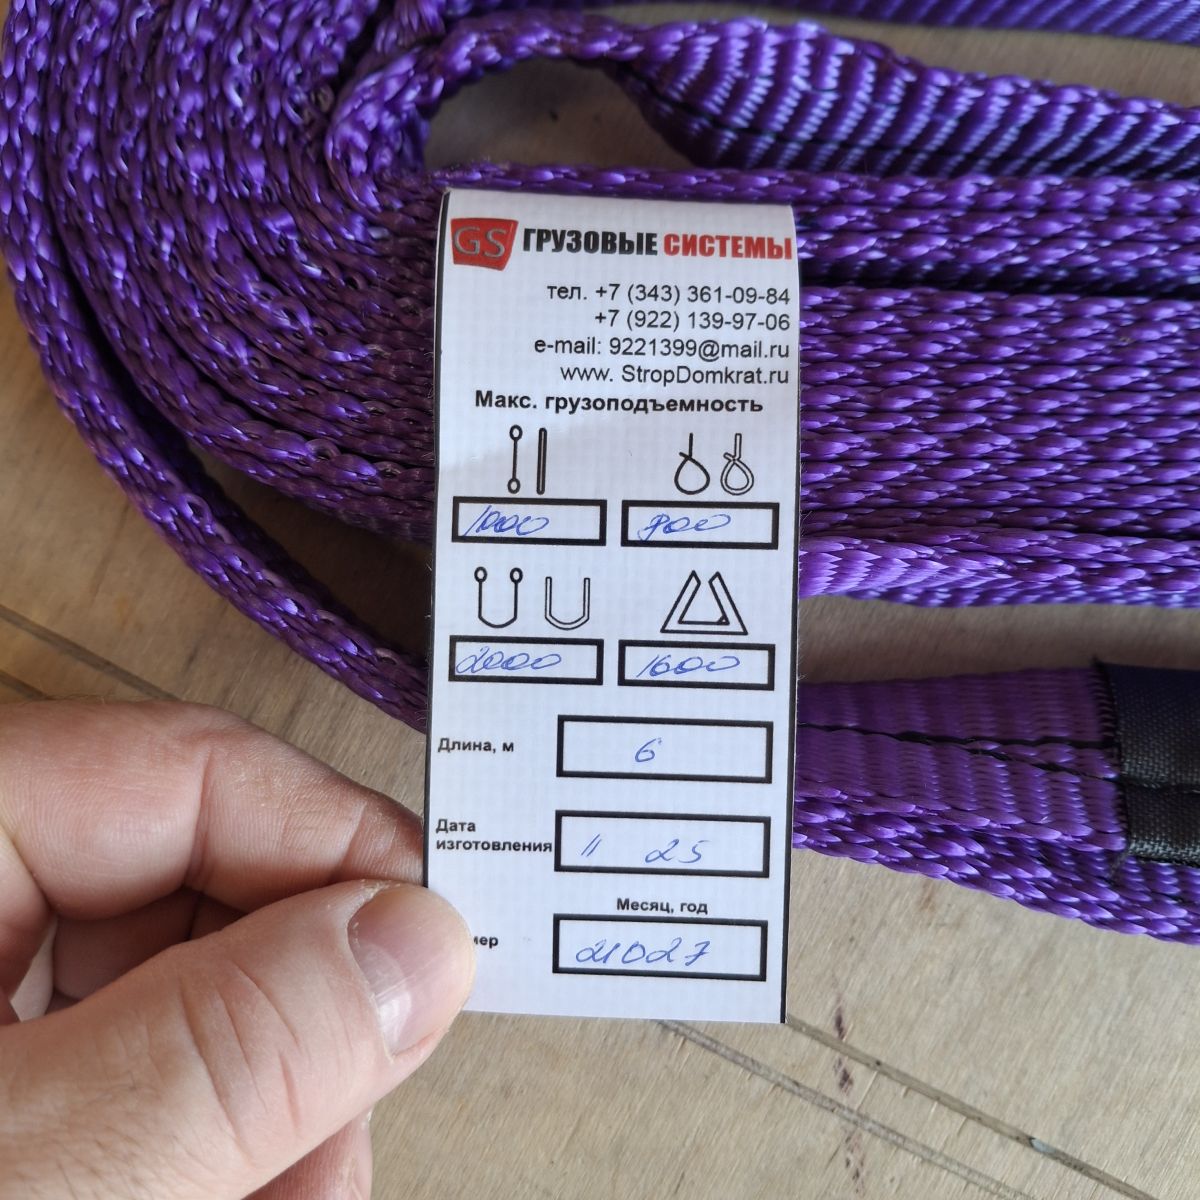 GS ГРУЗОВЫЕ СИСТЕМЫ
тел. +7 (343) 361-09-84
+7 (922) 139-97-06
e-mail: 9221399@mail.ru
www. StropDomkrat.ru
Макс. грузоподъемность
1000 800
2000 1600
Длина, м 6
Дата
изготовления 11 25
Месяц, год
мер 21027